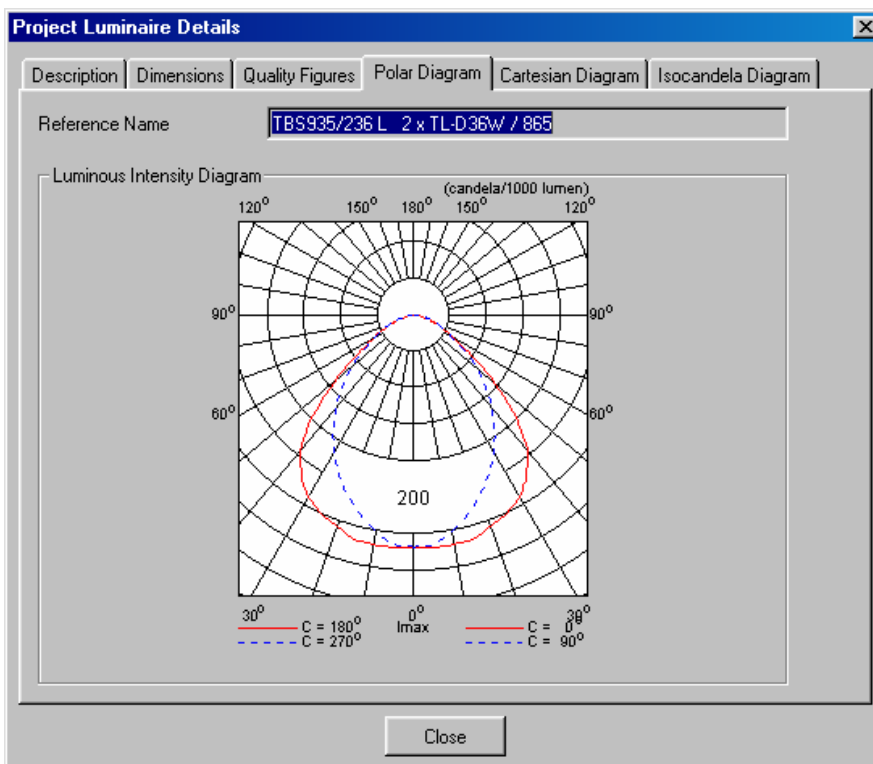 Project Luminaire Details
Description Dimensions Quality Figures Polar Diagram Cartesian Diagram Isocandela Diagram
Reference Name TBS935/236 L 2 x TL-D36W / 865
Luminous Intensity Diagram
(candela/1000 lumen)
120° 150° 180° 150° 120°
90° 90°
60° 60°
200
30° 0° 30°
C = 180° Imax C = 0°
C = 270° C = 90°
Close